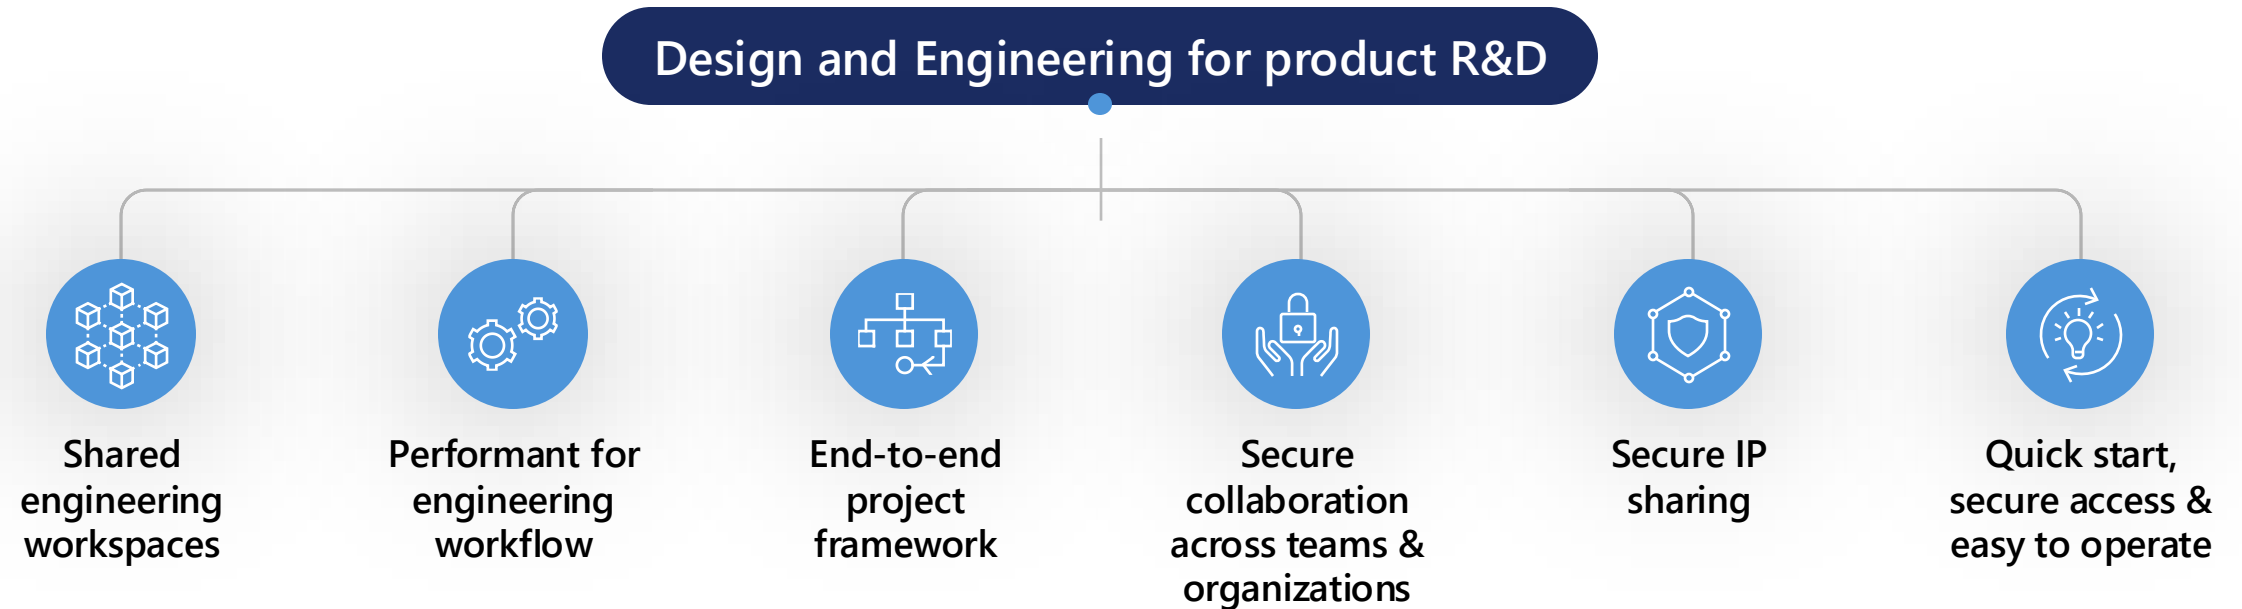 Design and Engineering for product R&D
Shared
engineering
workspaces
Performant for
engineering
workflow
End-to-end
project
framework
Secure
collaboration
across teams &
organizations
Secure IP
sharing
Quick start,
secure access &
easy to operate